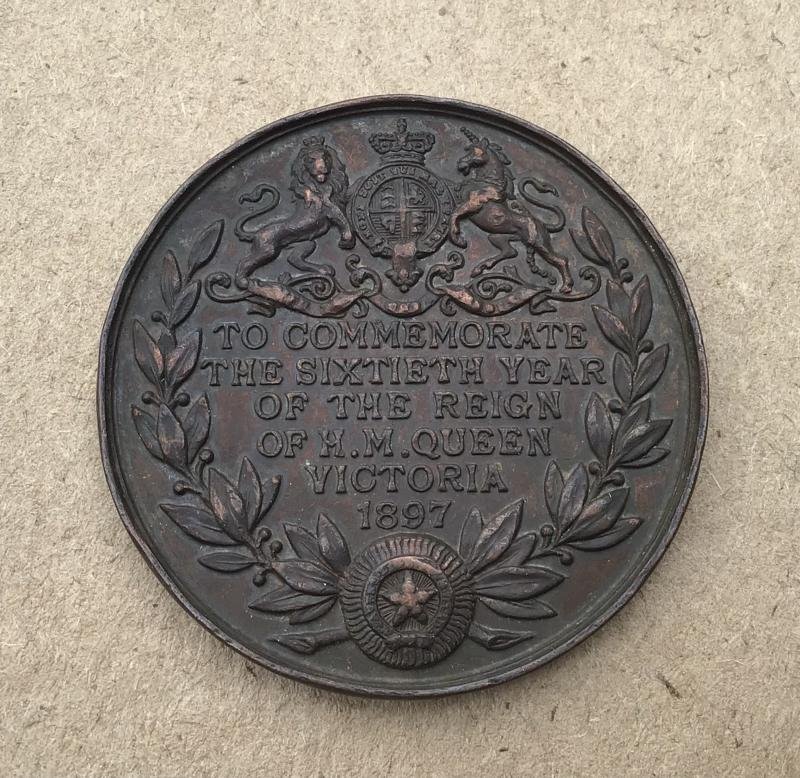 TO COMMEMORATE
THE SIXTIETH YEAR
OF THE REIGN
OF H.M.QUEEN
VICTORIA
1897